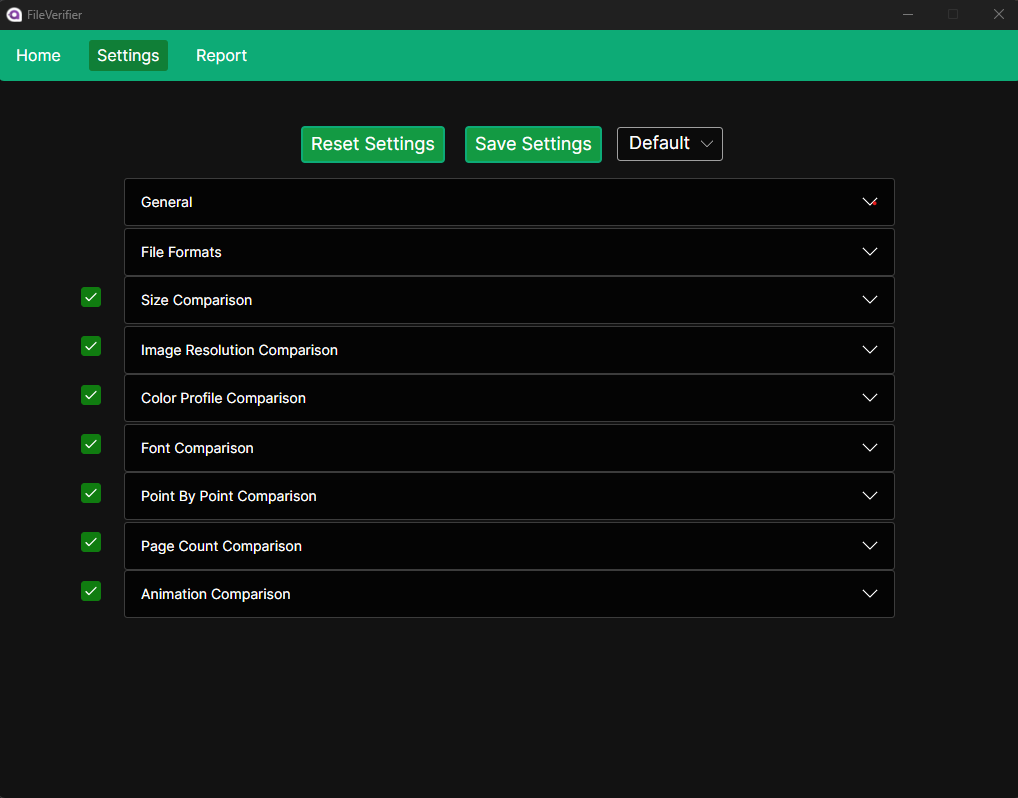 FileVerifier
Home Settings Report
Reset Settings Save Settings Default
General
File Formats
Size Comparison
Image Resolution Comparison
Color Profile Comparison
Font Comparison
Point By Point Comparison
Page Count Comparison
Animation Comparison